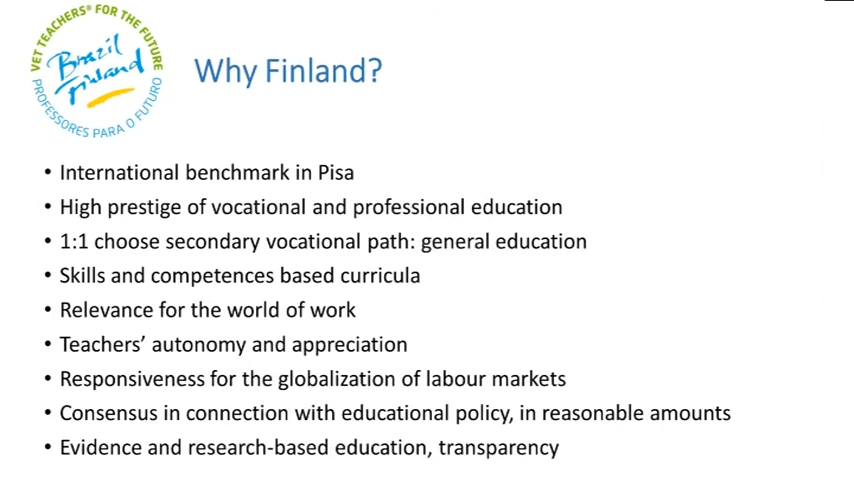 VET TEACHERS® FOR THE FUTURE
Brazil
Finland
PROFESSORES PARA O FUTURO
Why Finland?
• International benchmark in Pisa
• High prestige of vocational and professional education
• 1:1 choose secondary vocational path: general education
• Skills and competences based curricula
• Relevance for the world of work
• Teachers’ autonomy and appreciation
• Responsiveness for the globalization of labour markets
• Consensus in connection with educational policy, in reasonable amounts
• Evidence and research-based education, transparency